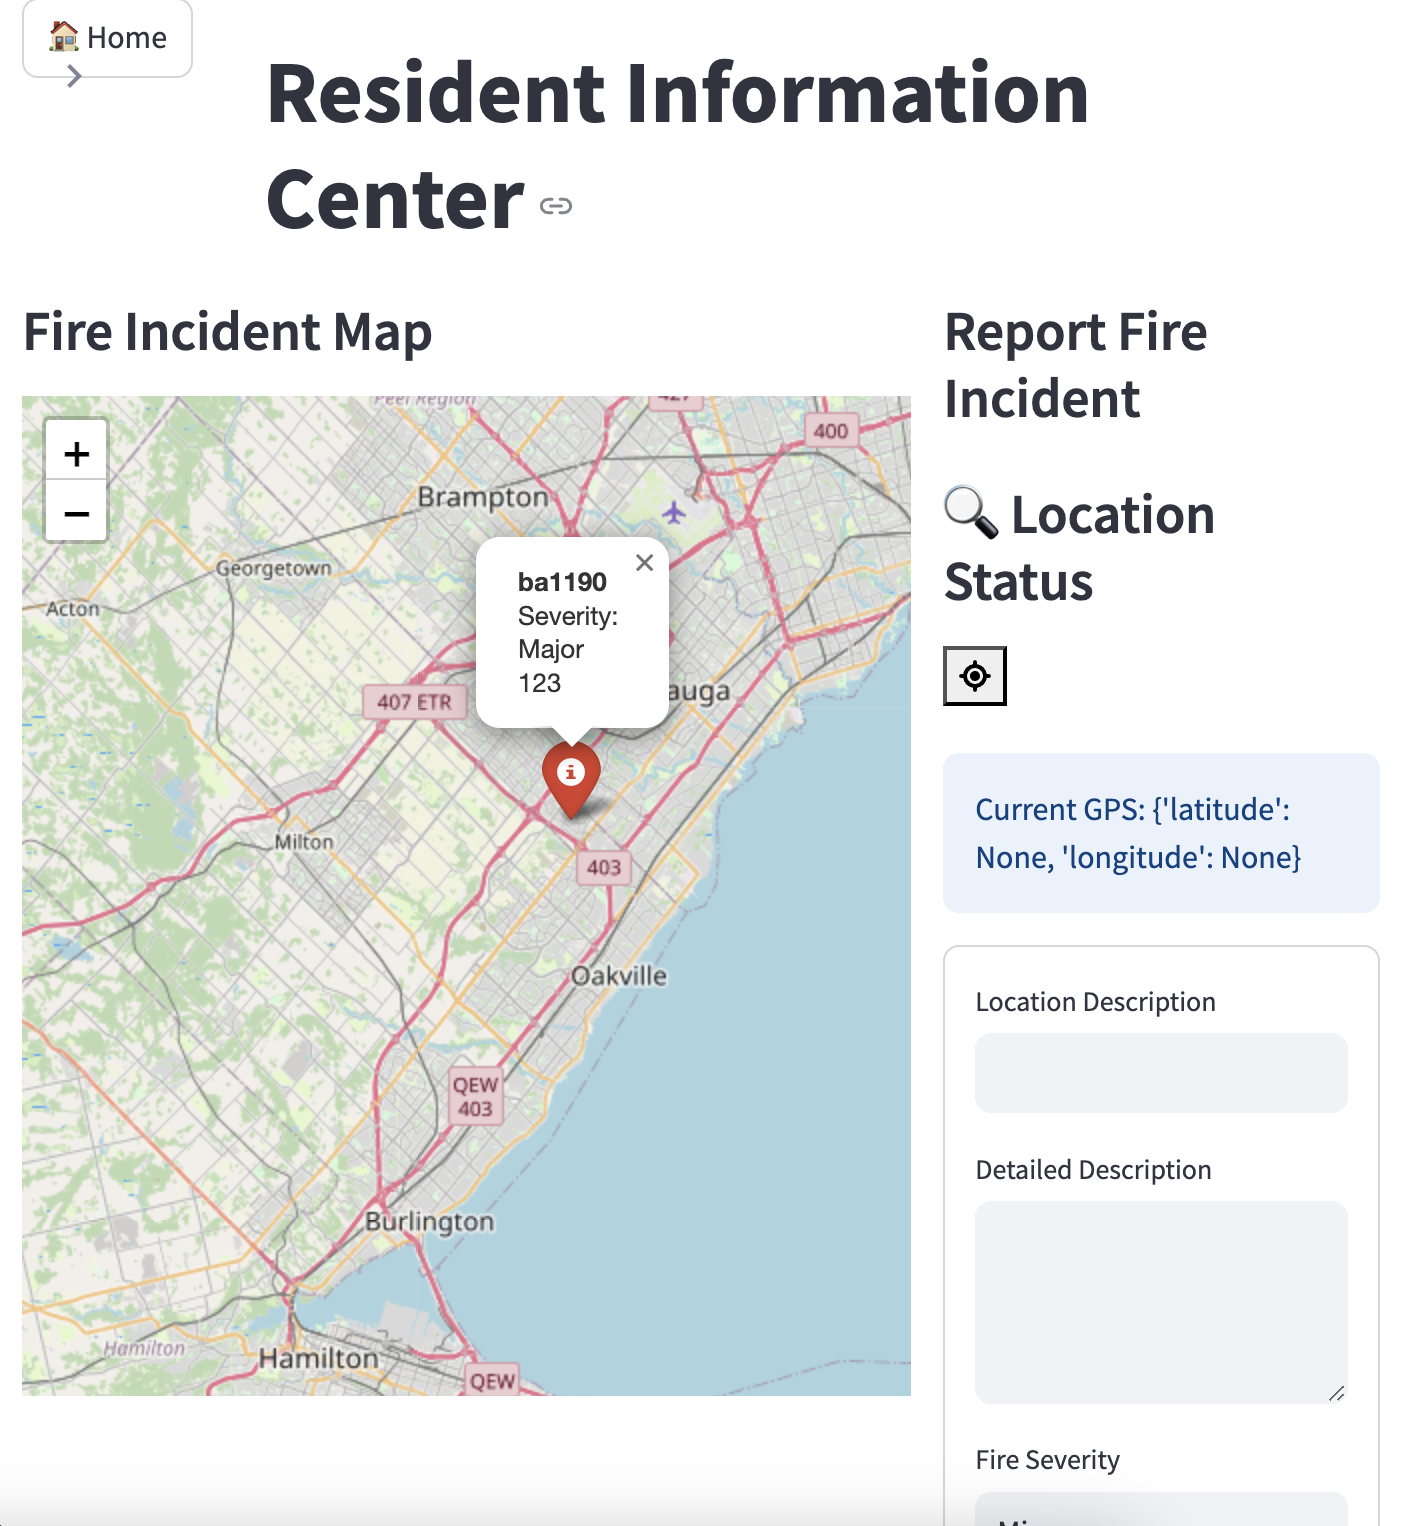 Home
Resident Information
Center
Fire Incident Map
Report Fire
Incident
Location
Status
Current GPS: {'latitude':
None, 'longitude': None}
Location Description
Detailed Description
Fire Severity
+
−
Peel Region
427
400
Brampton
Georgetown
Acton
ba1190
Severity:
Major
123
×
auga
407 ETR
Milton
403
Oakville
QEW
403
Burlington
Hamilton
Hamilton
QEW